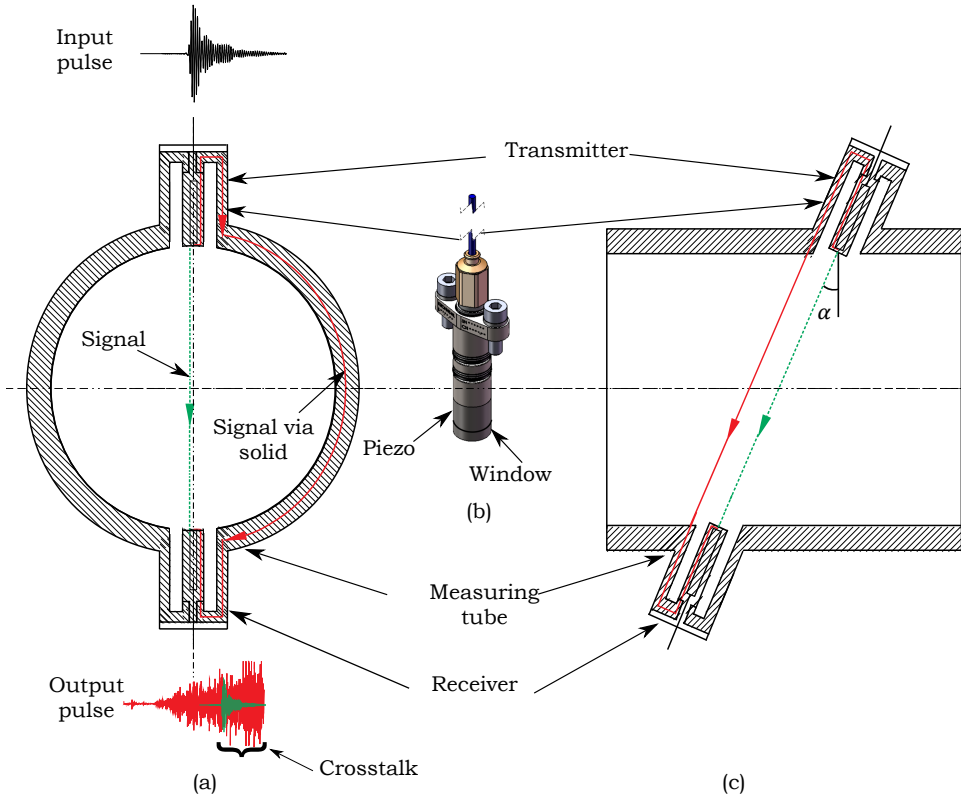 Input
pulse
Transmitter
α
Signal
Signal via
solid
Piezo
Window
(b)
Measuring
tube
Receiver
Output
pulse
Crosstalk
(a)
(c)